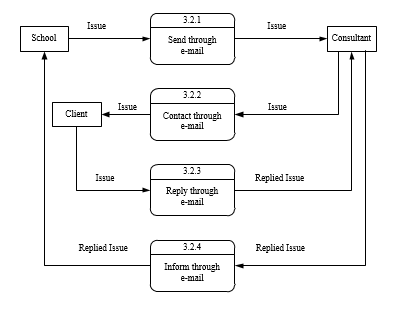 3.2.1
Issue
Issue
School
Send through
e-mail
Consultant
3.2.2
Issue
Issue
Client
Contact through
e-mail
3.2.3
Issue
Reply through
e-mail
Replied Issue
3.2.4
Replied Issue
Replied Issue
Inform through
e-mail